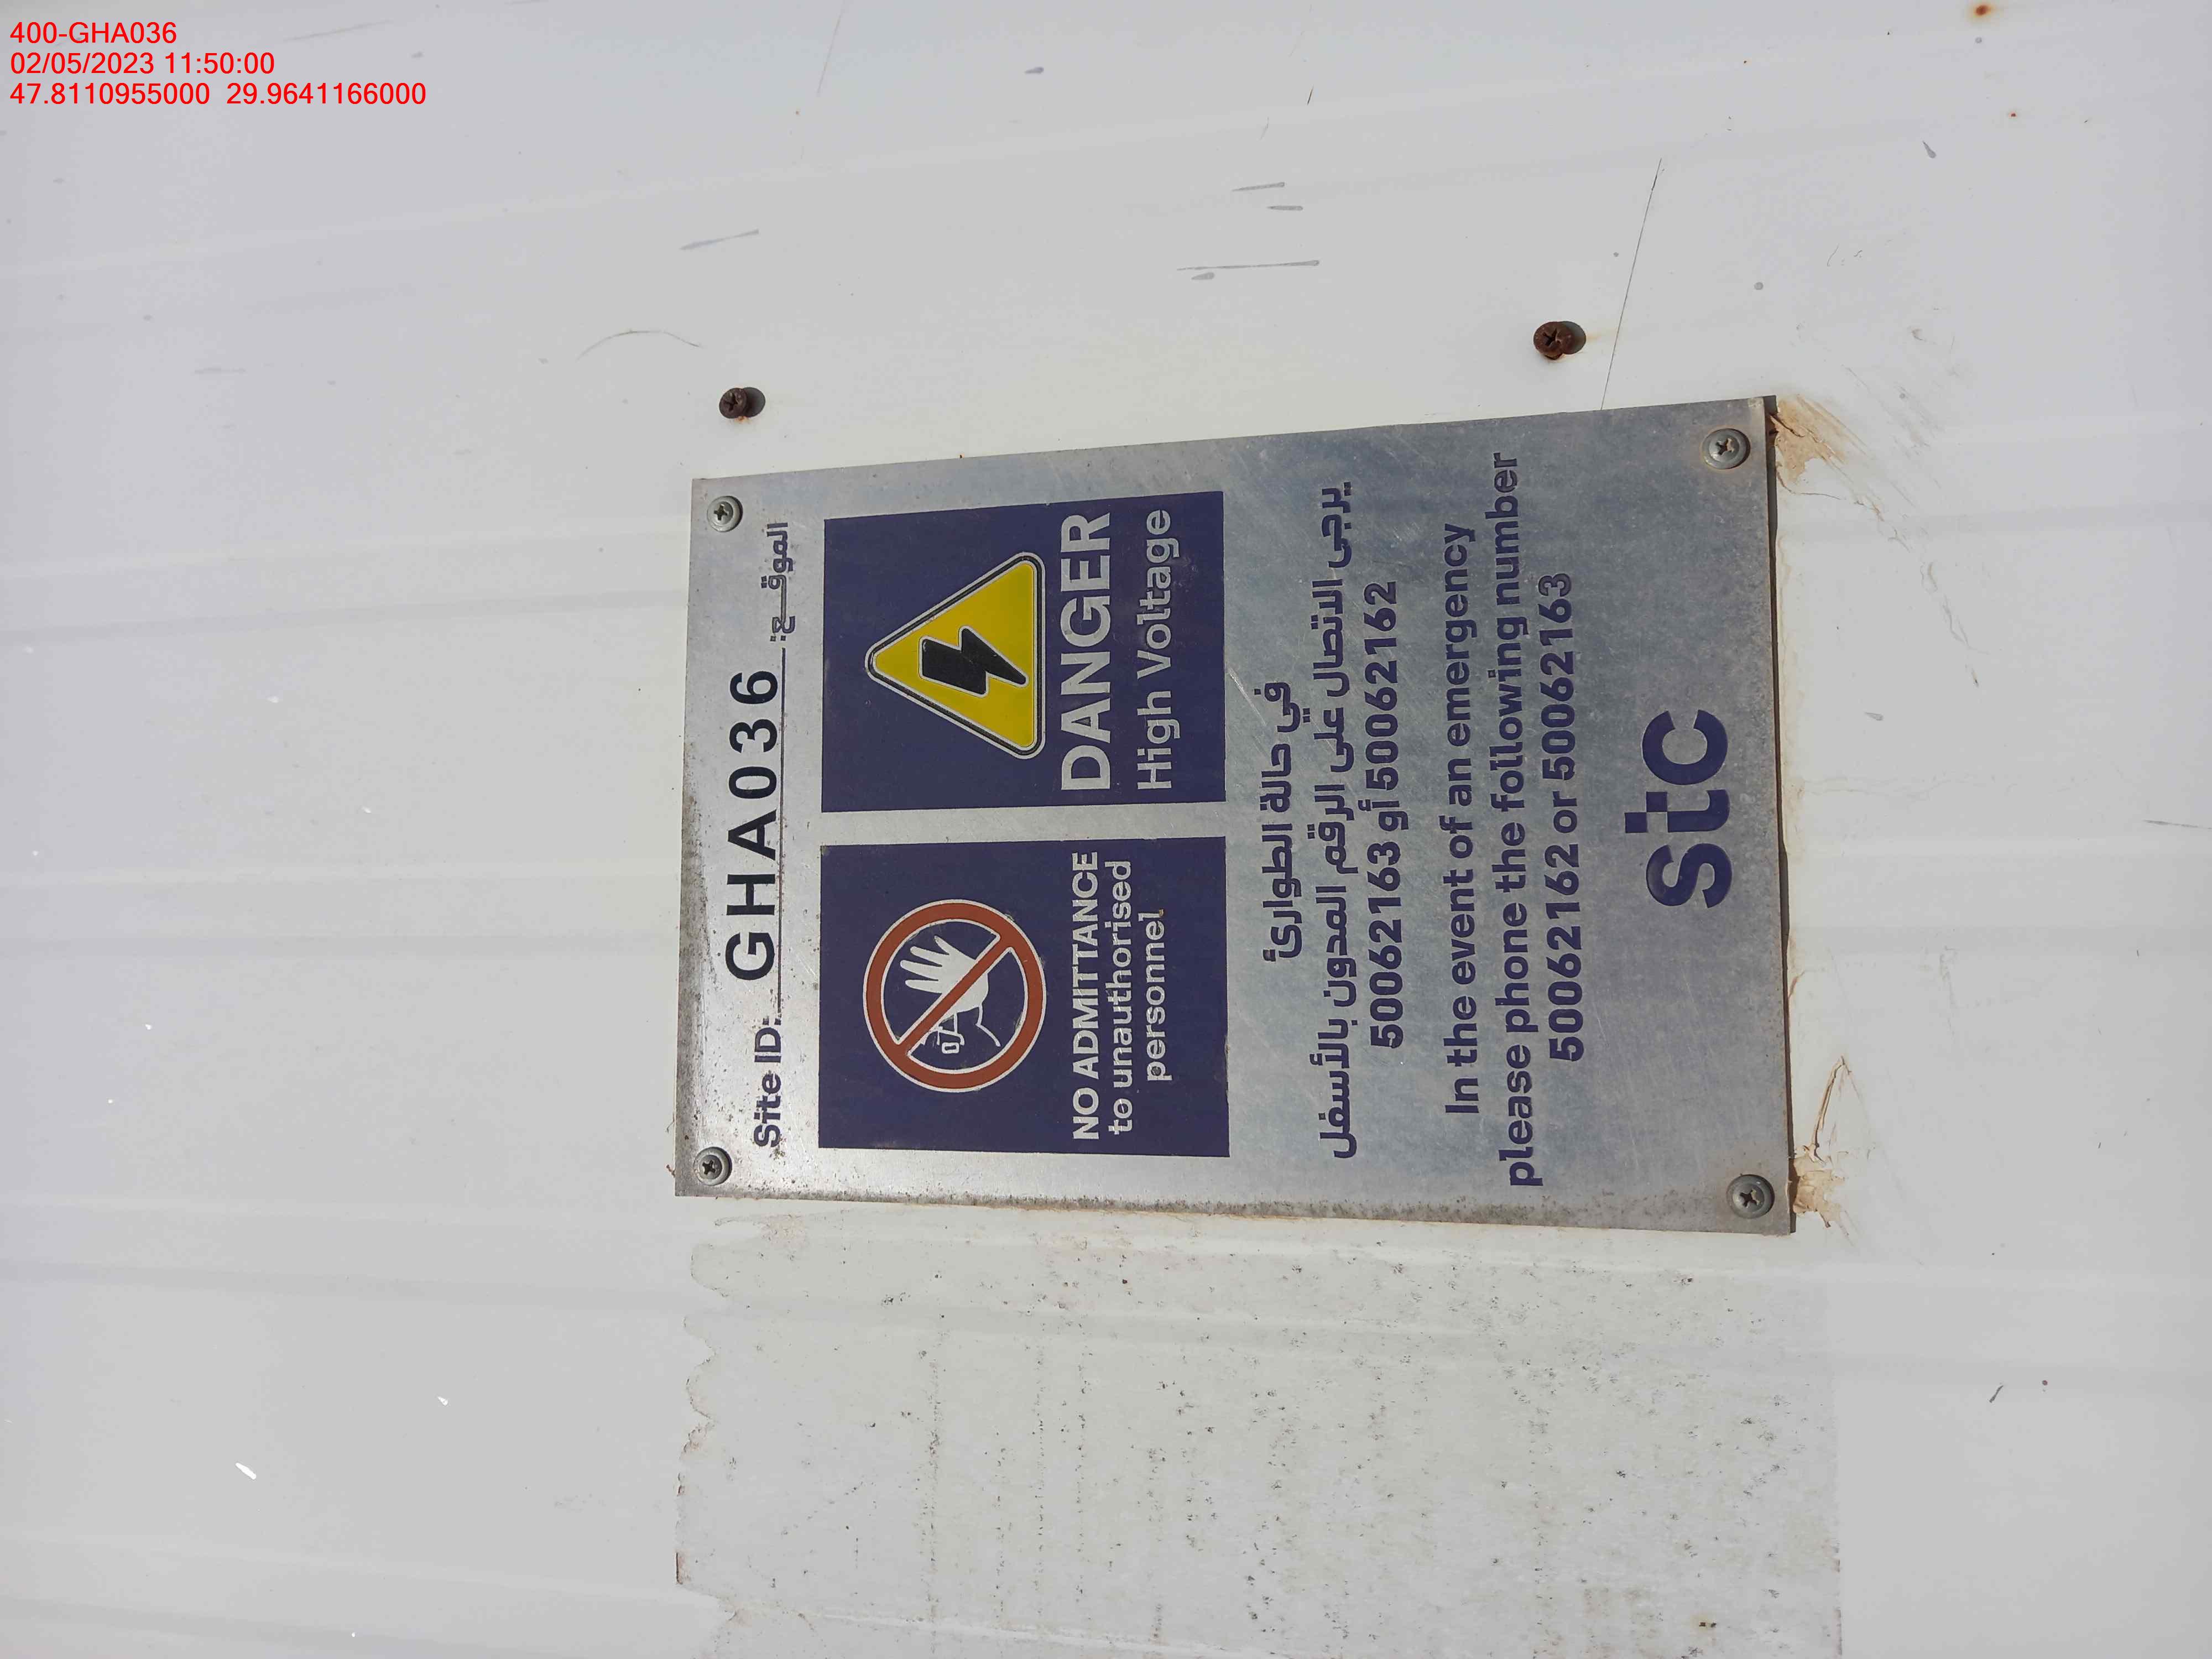 400-GHA036
02/05/2023 11:50:00
47.8110955000 29.9641166000
Site ID: GHA036 الموقـــع:
NO ADMITTANCE
to unauthorised
personnel
DANGER
High Voltage
في حالة الطوارئ
يرجى الاتصال على الرقم المدون بالأسفل
50062163 أو 50062162
In the event of an emergency
please phone the following number
50062162 or 50062163
stc